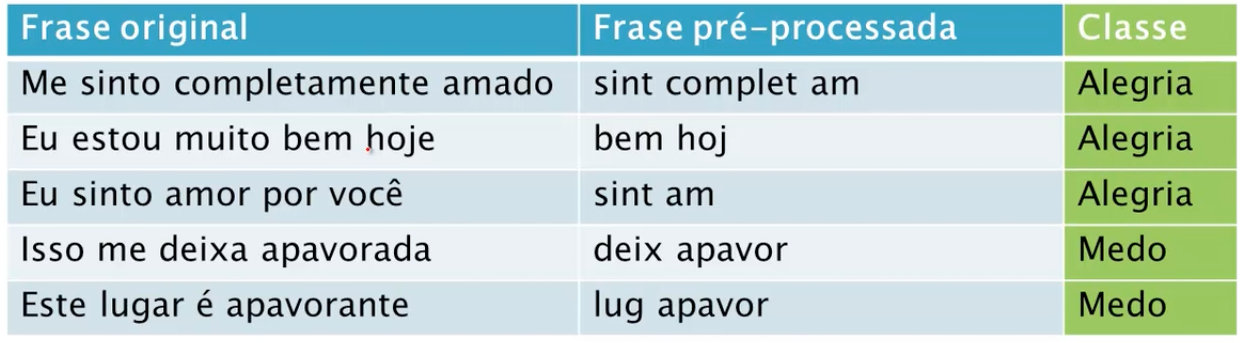 Frase original Frase pré-processada Classe
Me sinto completamente amado sint complet am Alegria
Eu estou muito bem hoje bem hoj Alegria
Eu sinto amor por você sint am Alegria
Isso me deixa apavorada deix apavor Medo
Este lugar é apavorante lug apavor Medo